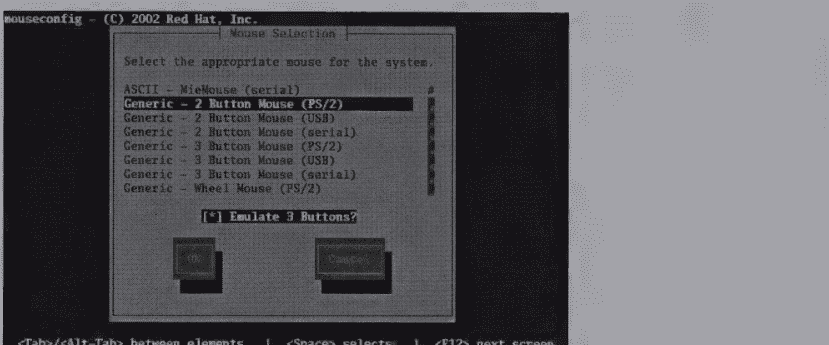 mouseconfig - (C) 2002 Red Hat, Inc.
Mouse Selection
Select the appropriate mouse for the system.
ASCII - MieMouse (serial)
Generic - 2 Button Mouse (PS/2)
Generic - 2 Button Mouse (USB)
Generic - 2 Button Mouse (serial)
Generic - 3 Button Mouse (PS/2)
Generic - 3 Button Mouse (USB)
Generic - 3 Button Mouse (serial)
Generic - Wheel Mouse (PS/2)
[*] Emulate 3 Buttons?
OK
Cancel
<Tab>/<Alt-Tab> between elements | <Space> selects | <F12> next screen